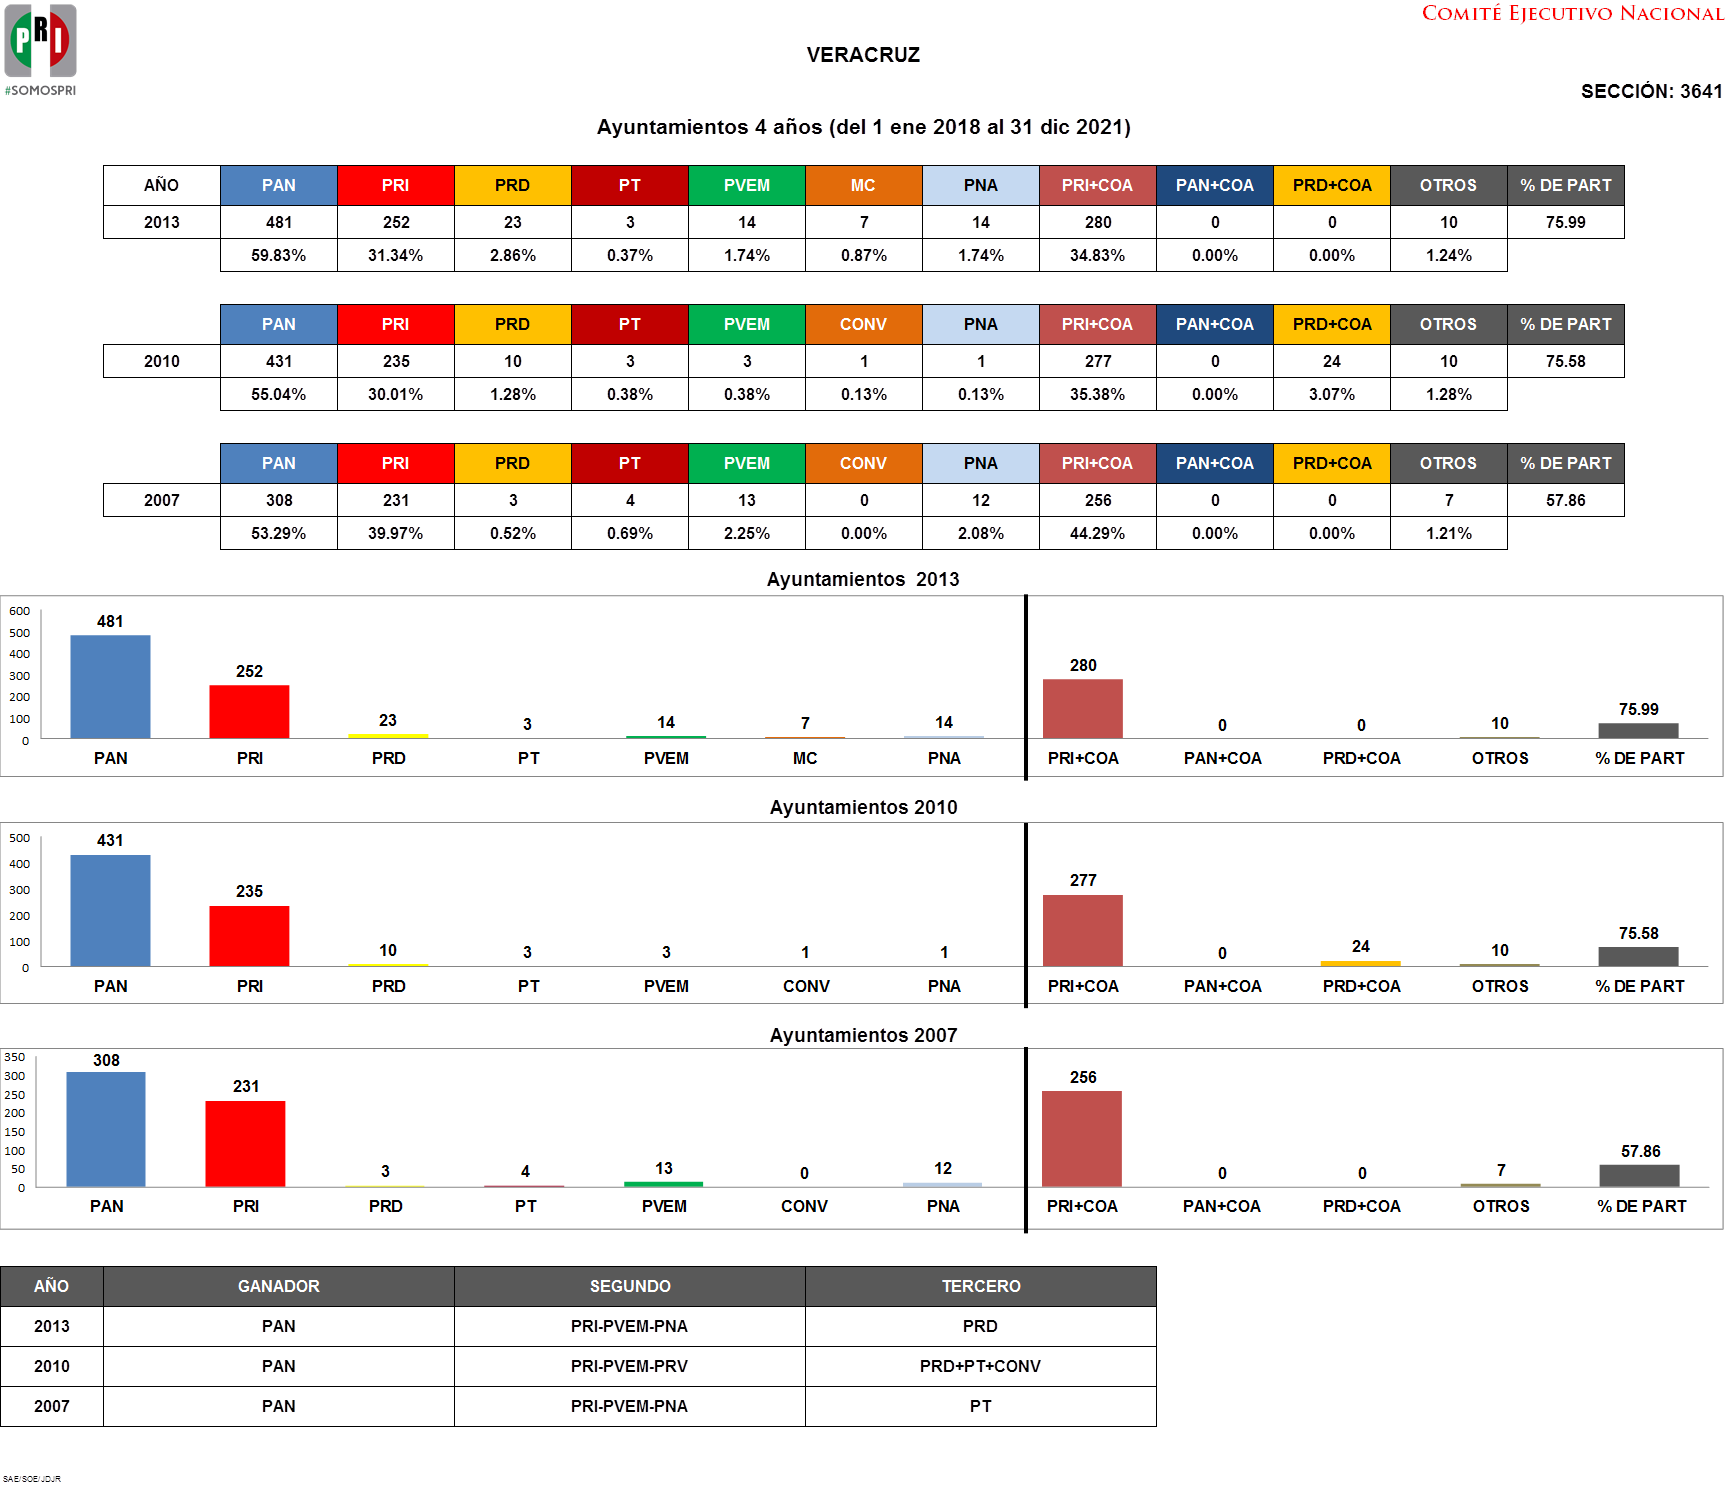 PRI
#SOMOSPRI
COMITÉ EJECUTIVO NACIONAL
VERACRUZ
SECCIÓN: 3641
Ayuntamientos 4 años (del 1 ene 2018 al 31 dic 2021)
AÑO PAN PRI PRD PT PVEM MC PNA PRI+COA PAN+COA PRD+COA OTROS % DE PART
2013 481 252 23 3 14 7 14 280 0 0 10 75.99
59.83% 31.34% 2.86% 0.37% 1.74% 0.87% 1.74% 34.83% 0.00% 0.00% 1.24%
PAN PRI PRD PT PVEM CONV PNA PRI+COA PAN+COA PRD+COA OTROS % DE PART
2010 431 235 10 3 3 1 1 277 0 24 10 75.58
55.04% 30.01% 1.28% 0.38% 0.38% 0.13% 0.13% 35.38% 0.00% 3.07% 1.28%
PAN PRI PRD PT PVEM CONV PNA PRI+COA PAN+COA PRD+COA OTROS % DE PART
2007 308 231 3 4 13 0 12 256 0 0 7 57.86
53.29% 39.97% 0.52% 0.69% 2.25% 0.00% 2.08% 44.29% 0.00% 0.00% 1.21%
Ayuntamientos 2013
600
500
400
300
200
100
0
481 252 23 3 14 7 14 280 0 0 10 75.99
PAN PRI PRD PT PVEM MC PNA PRI+COA PAN+COA PRD+COA OTROS % DE PART
Ayuntamientos 2010
500
400
300
200
100
0
431 235 10 3 3 1 1 277 0 24 10 75.58
PAN PRI PRD PT PVEM CONV PNA PRI+COA PAN+COA PRD+COA OTROS % DE PART
Ayuntamientos 2007
350
300
250
200
150
100
50
0
308 231 3 4 13 0 12 256 0 0 7 57.86
PAN PRI PRD PT PVEM CONV PNA PRI+COA PAN+COA PRD+COA OTROS % DE PART
AÑO GANADOR SEGUNDO TERCERO
2013 PAN PRI-PVEM-PNA PRD
2010 PAN PRI-PVEM-PRV PRD+PT+CONV
2007 PAN PRI-PVEM-PNA PT
SAE/SOE/JDJR